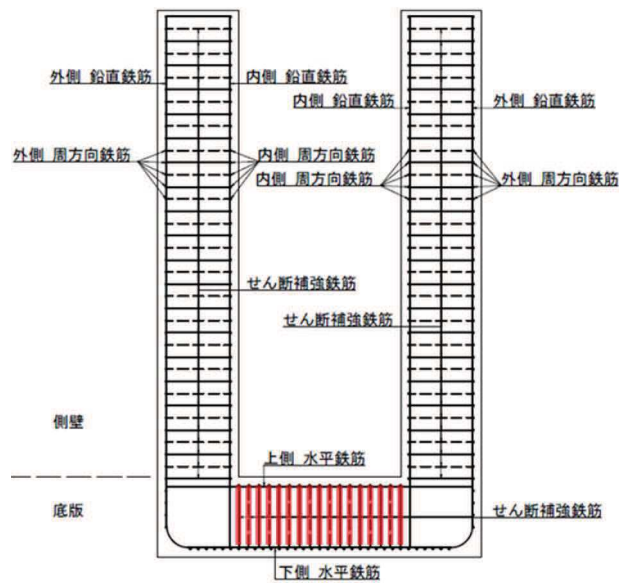 外側 鉛直鉄筋
内側 鉛直鉄筋
内側 鉛直鉄筋
外側 鉛直鉄筋
外側 周方向鉄筋
内側 周方向鉄筋
内側 周方向鉄筋
外側 周方向鉄筋
せん断補強鉄筋
せん断補強鉄筋
側壁
上側 水平鉄筋
底版
せん断補強鉄筋
下側 水平鉄筋